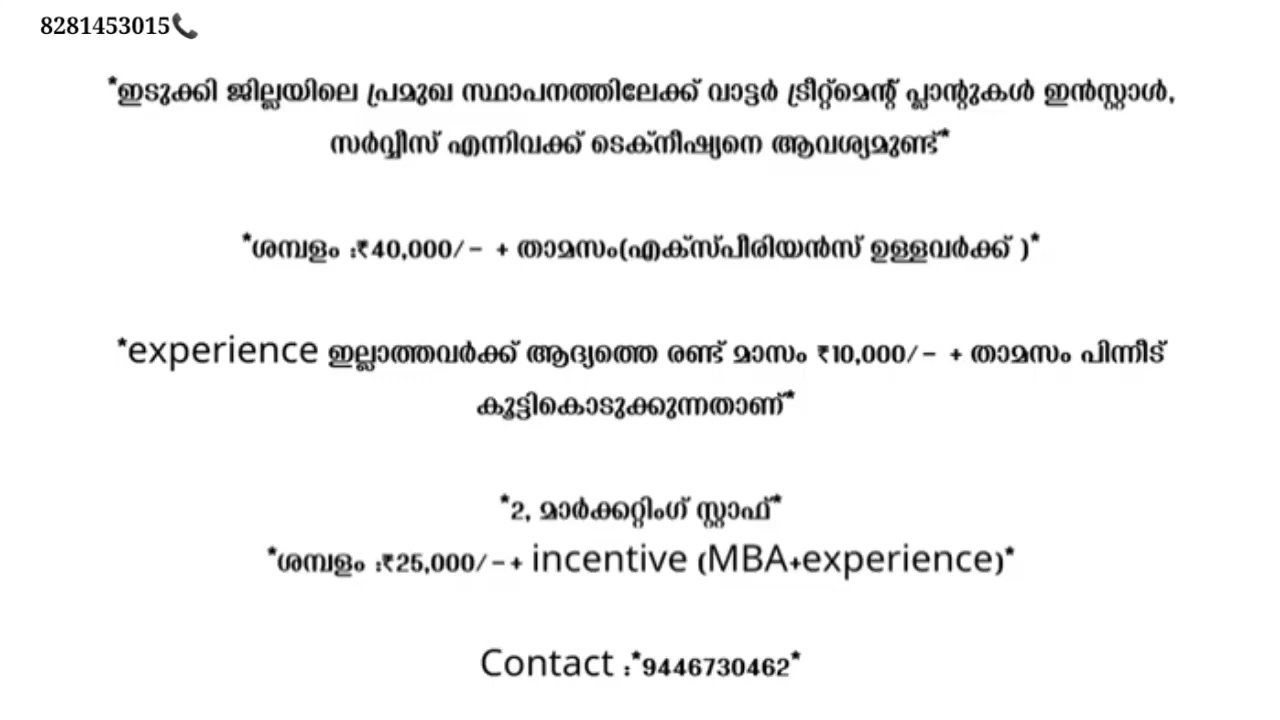 8281453015📞
*ഇടുക്കി ജില്ലയിലെ പ്രമുഖ സ്ഥാപനത്തിലേക്ക് വാട്ടർ ട്രീറ്റ്മെന്റ് പ്ലാന്റുകൾ ഇൻസ്റ്റാൾ,
സർവ്വീസ് എന്നിവക്ക് ടെക്നീഷ്യനെ ആവശ്യമുണ്ട്*
*ശമ്പളം :₹40,000/- + താമസം(എക്സ്പീരിയൻസ് ഉള്ളവർക്ക് )*
*experience ഇല്ലാത്തവർക്ക് ആദ്യത്തെ രണ്ട് മാസം ₹10,000/- + താമസം പിന്നീട്
കൂട്ടികൊടുക്കുന്നതാണ്*
*2, മാർക്കറ്റിംഗ് സ്റ്റാഫ്*
*ശമ്പളം :₹25,000/-+ incentive (MBA+experience)*
Contact :*9446730462*